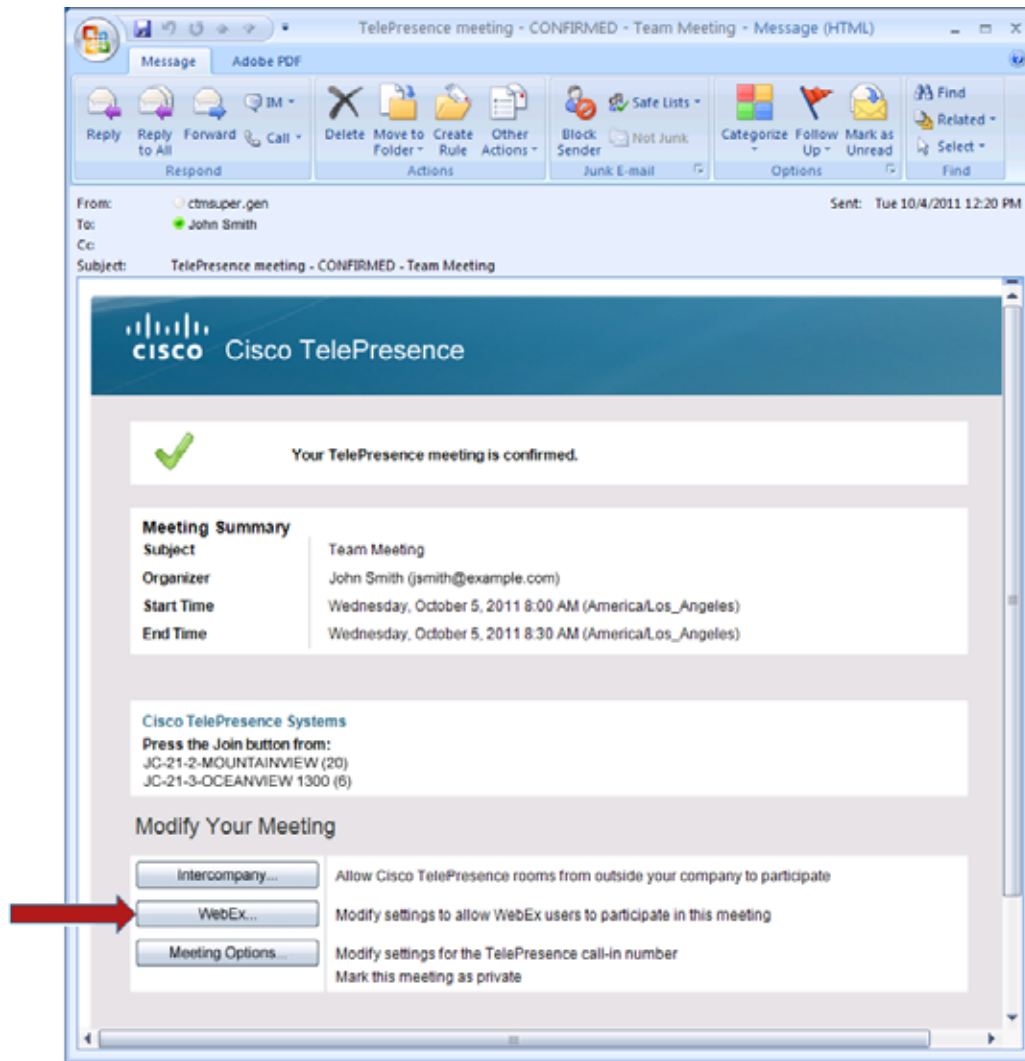 TelePresence meeting - CONFIRMED - Team Meeting - Message (HTML)
Message Adobe PDF
Reply
Reply to All
Forward
IM
Call
Delete
Move to Folder
Create Rule
Other Actions
Block Sender
Safe Lists
Not Junk
Categorize
Follow Up
Mark as Unread
Find
Related
Select
Respond Actions Junk E-mail Options Find
From: ctmsuper.gen Sent: Tue 10/4/2011 12:20 PM
To: John Smith
Cc:
Subject: TelePresence meeting - CONFIRMED - Team Meeting
CISCO Cisco TelePresence
Your TelePresence meeting is confirmed.
Meeting Summary
Subject Team Meeting
Organizer John Smith (jsmith@example.com)
Start Time Wednesday, October 5, 2011 8:00 AM (America/Los_Angeles)
End Time Wednesday, October 5, 2011 8:30 AM (America/Los_Angeles)
Cisco TelePresence Systems
Press the Join button from:
JC-21-2-MOUNTAINVIEW (20)
JC-21-3-OCEANVIEW 1300 (6)
Modify Your Meeting
Intercompany... Allow Cisco TelePresence rooms from outside your company to participate
WebEx... Modify settings to allow WebEx users to participate in this meeting
Meeting Options... Modify settings for the TelePresence call-in number
Mark this meeting as private